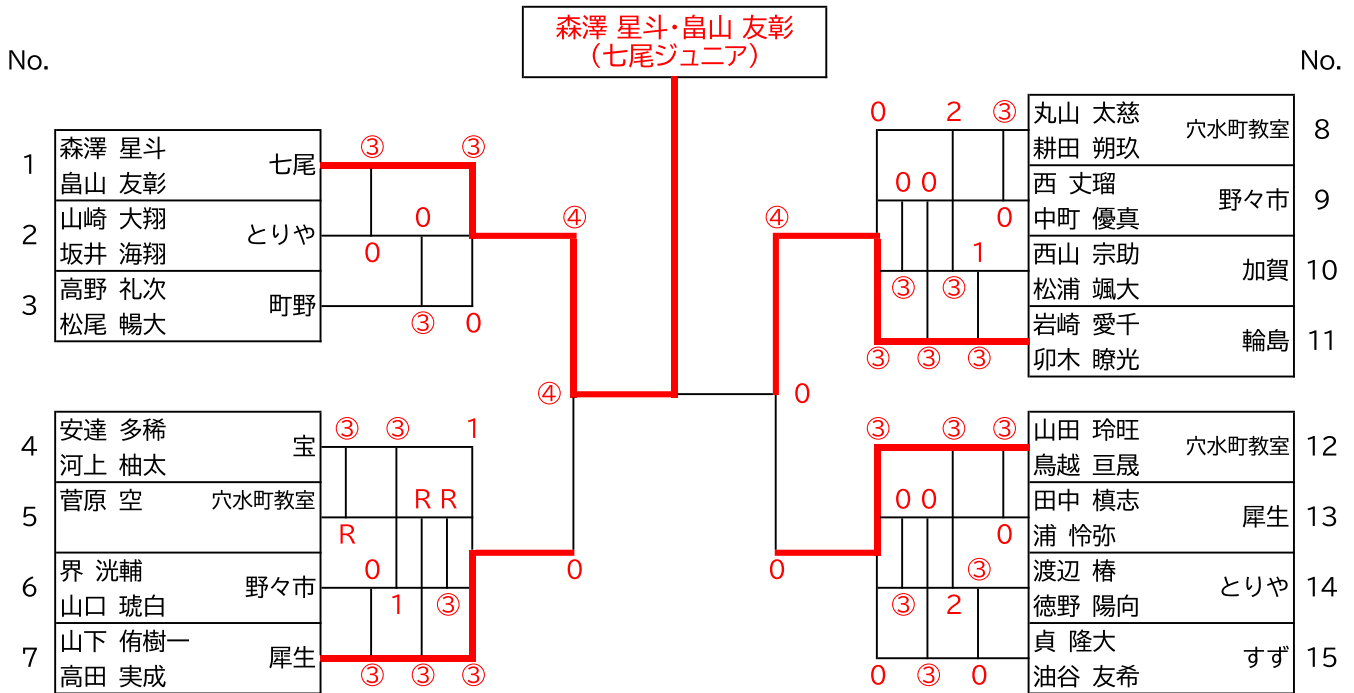 森澤 星斗・畠山 友彰
（七尾ジュニア）
No.
No.
1
森澤 星斗
畠山 友彰
七尾
③
③
2
山崎 大翔
坂井 海翔
とりや
0
0
3
高野 礼次
松尾 暢大
町野
③
0
④
④
4
安達 多稀
河上 柚太
宝
③
③
1
5
菅原 空
穴水町教室
R
R
R
6
界 洸輔
山口 琥白
野々市
0
1
③
7
山下 侑樹一
高田 実成
犀生
③
③
③
0
0
2
③
丸山 太慈
耕田 朔玖
穴水町教室
8
0
0
0
西 丈瑠
中町 優真
野々市
9
④
1
③
③
西山 宗助
松浦 颯大
加賀
10
③
③
③
岩崎 愛千
卯木 瞭光
輪島
11
0
③
③
③
山田 玲旺
鳥越 亘晟
穴水町教室
12
0
0
0
田中 槙志
浦 怜弥
犀生
13
0
③
③
2
渡辺 椿
徳野 陽向
とりや
14
0
③
0
貞 隆大
油谷 友希
すず
15